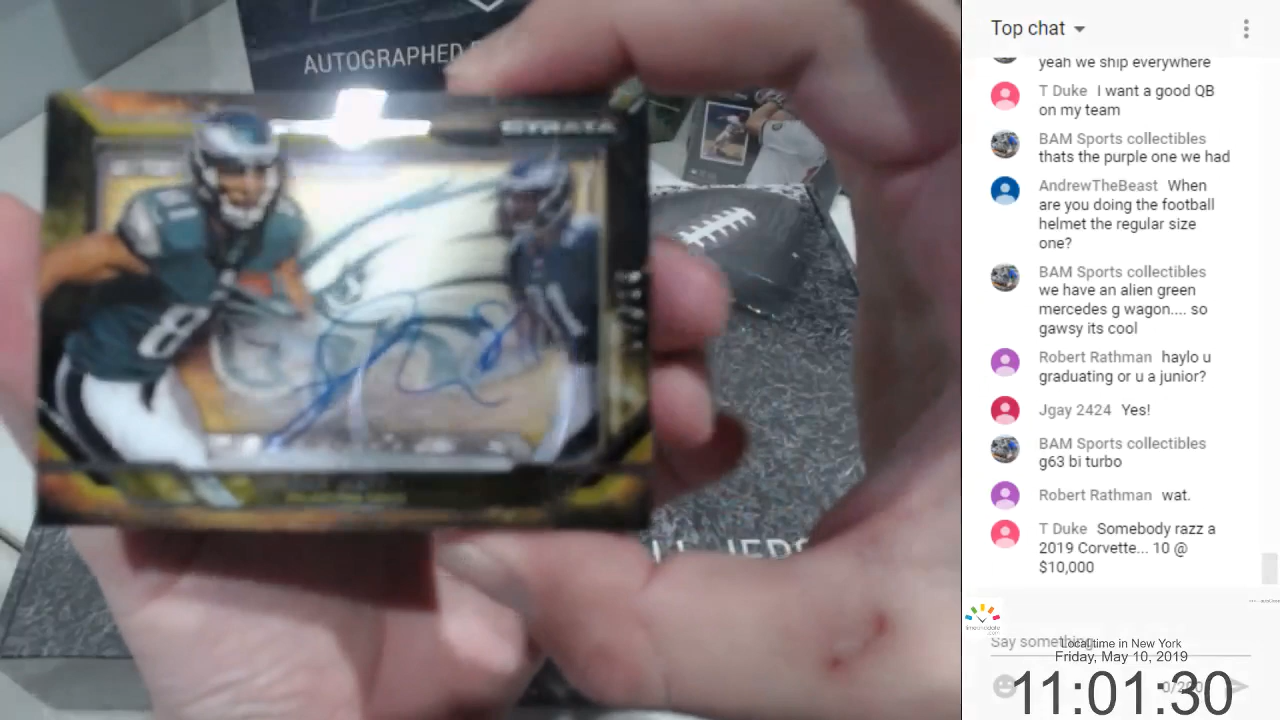 AUTOGRAPHED
STRATA
81
81
Top chat
yeah we ship everywhere
T Duke I want a good QB
on my team
BAM Sports collectibles
thats the purple one we had
AndrewTheBeast When
are you doing the football
helmet the regular size
one?
BAM Sports collectibles
we have an alien green
mercedes g wagon.... so
gawsy its cool
Robert Rathman haylo u
graduating or u a junior?
Jgay 2424 Yes!
BAM Sports collectibles
g63 bi turbo
Robert Rathman wat.
T Duke Somebody razz a
2019 Corvette... 10 @
$10,000
Say something...
Local time in New York
Friday, May 10, 2019
11:01:30